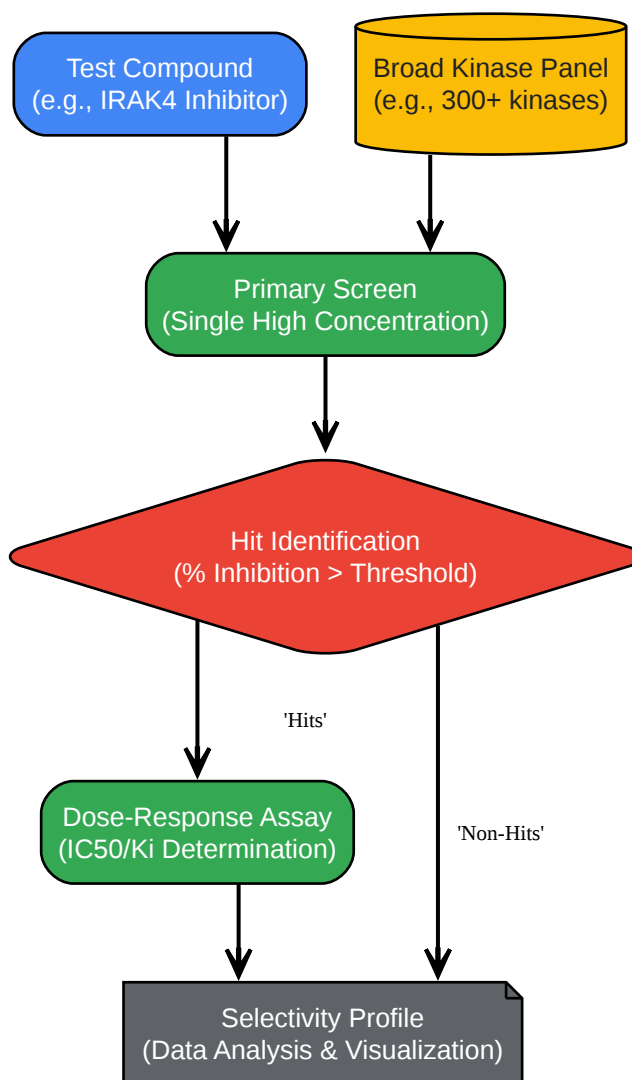 Test Compound
(e.g., IRAK4 Inhibitor)
Broad Kinase Panel
(e.g., 300+ kinases)
Primary Screen
(Single High Concentration)
Hit Identification
(% Inhibition > Threshold)
'Hits'
Dose-Response Assay
(IC50/Ki Determination)
'Non-Hits'
Selectivity Profile
(Data Analysis & Visualization)